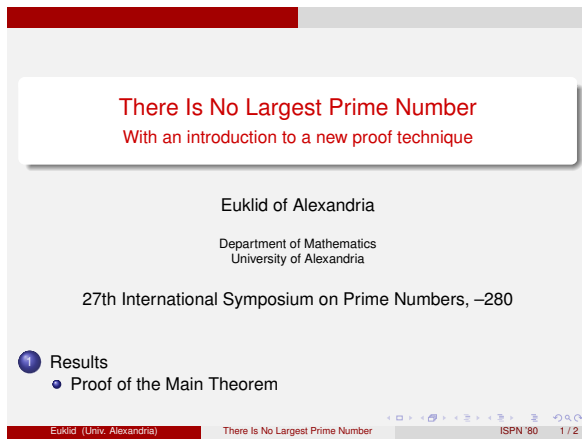 There Is No Largest Prime Number
With an introduction to a new proof technique
Euklid of Alexandria
Department of Mathematics
University of Alexandria
27th International Symposium on Prime Numbers, –280
1 Results
Proof of the Main Theorem
Euklid (Univ. Alexandria) There Is No Largest Prime Number ISPN ’80 1 / 2